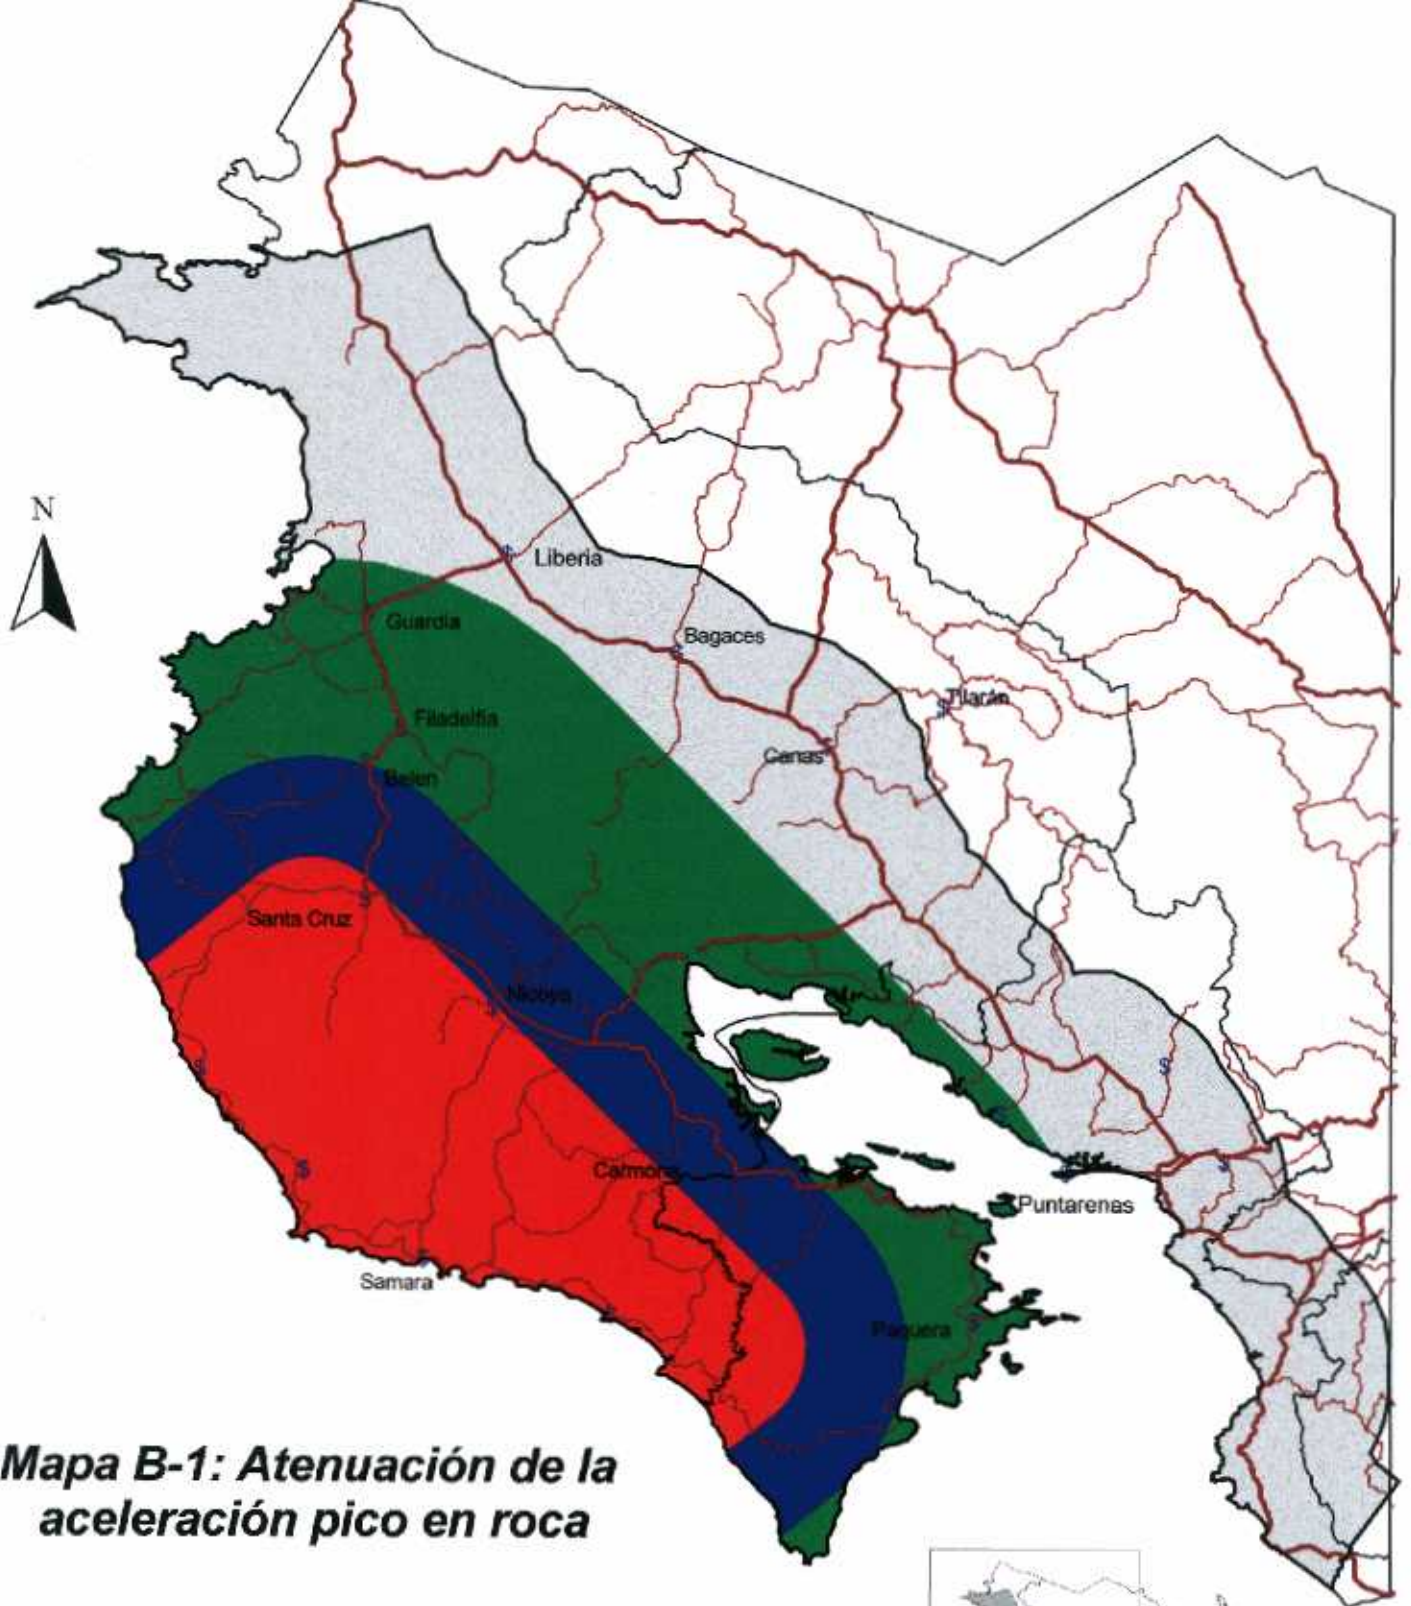 N
Liberia
Guardia
Bagaces
Tilarán
Filadelfia
Canas
Belen
Santa Cruz
Nicoya
Carmona
Puntarenas
Samara
Paquera
Mapa B-1: Atenuación de la
aceleración pico en roca